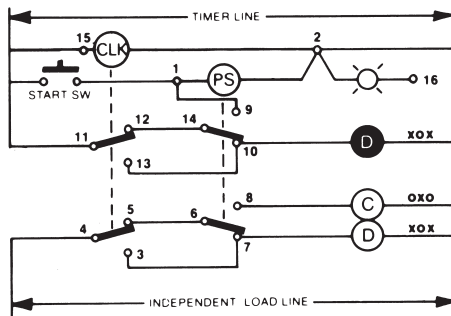 TIMER LINE
15 CLK 2
1 PS 16
START SW
9
12 14
11 10 D XOX
13
8 C OXO
5 6
4 7 D XOX
3
INDEPENDENT LOAD LINE